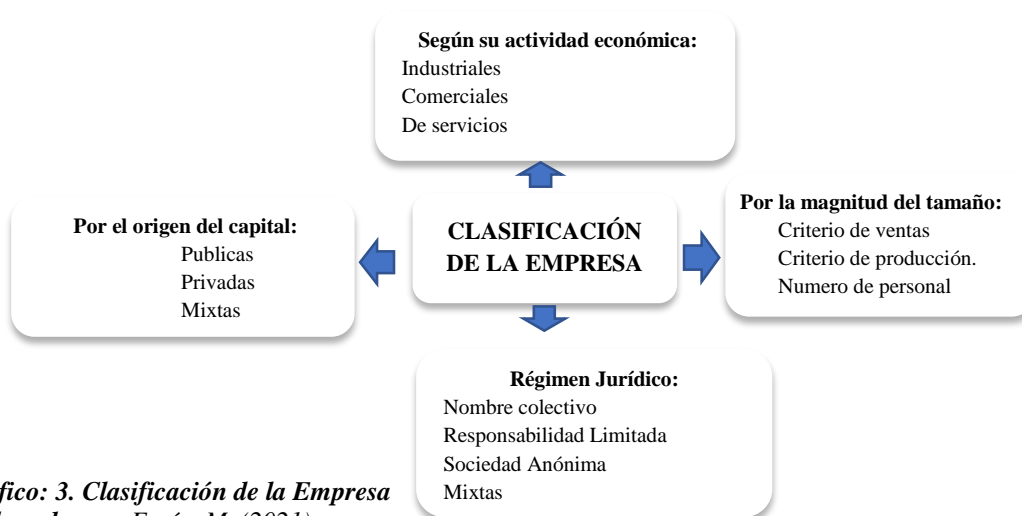 Según su actividad económica:
Industriales
Comerciales
De servicios
Por el origen del capital:
Publicas
Privadas
Mixtas
CLASIFICACIÓN
DE LA EMPRESA
Por la magnitud del tamaño:
Criterio de ventas
Criterio de producción.
Numero de personal
Régimen Jurídico:
Nombre colectivo
Responsabilidad Limitada
Sociedad Anónima
Mixtas
fico: 3. Clasificación de la Empresa